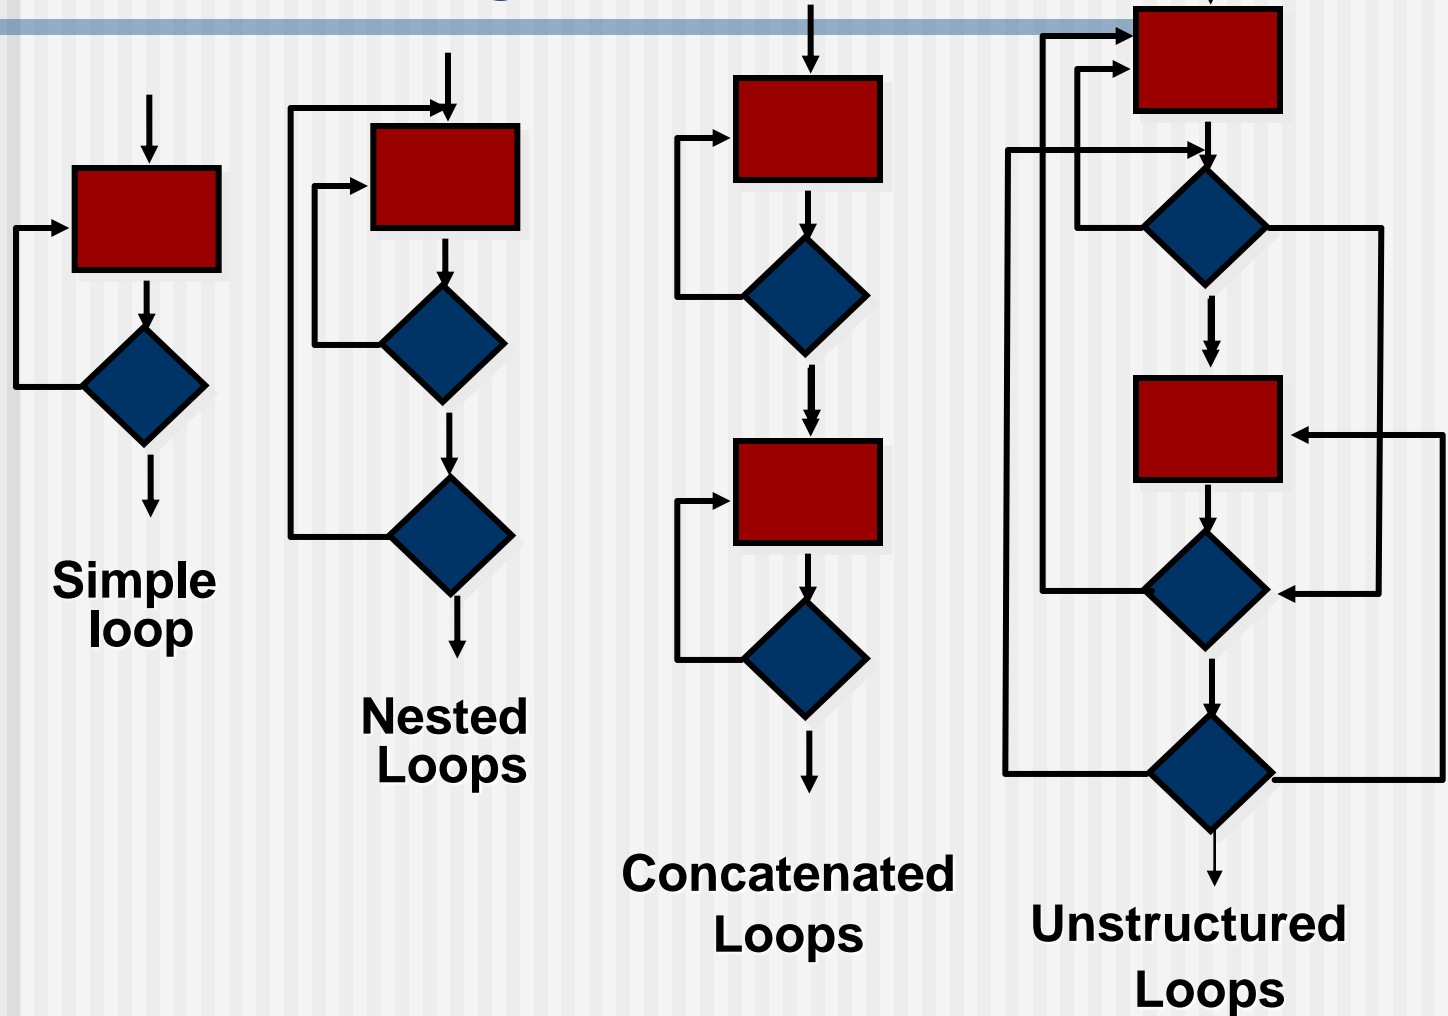 Simple
loop
Nested
Loops
Concatenated
Loops
Unstructured
Loops